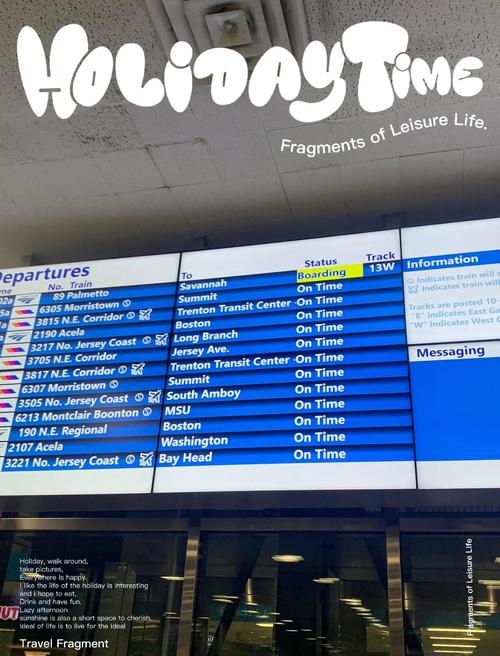 HOLIDAY TIME
Fragments of Leisure Life.
Departures
No. Train To Status Track
89 Palmetto Savannah Boarding 13W
6305 Morristown Summit On Time
3815 N.E. Corridor Trenton Transit Center On Time
2190 Acela Boston On Time
3217 No. Jersey Coast Long Branch On Time
3705 N.E. Corridor Jersey Ave. On Time
3817 N.E. Corridor Trenton Transit Center On Time
6307 Morristown Summit On Time
3505 No. Jersey Coast South Amboy On Time
6213 Montclair Boonton MSU On Time
190 N.E. Regional Boston On Time
2107 Acela Washington On Time
3221 No. Jersey Coast Bay Head On Time
Information
Indicates train will
Indicates train will
Tracks are posted 10
"E" indicates East
"W" indicates West
Messaging
Holiday, walk around,
take pictures,
Everywhere is happy.
I like the life of the holiday is interesting
and i hope to eat,
Drink and have fun.
Lazy afternoon
sunshine is also a short space to cherish.
ideal of life is to live for the ideal
Travel Fragment
Fragments of Leisure Life